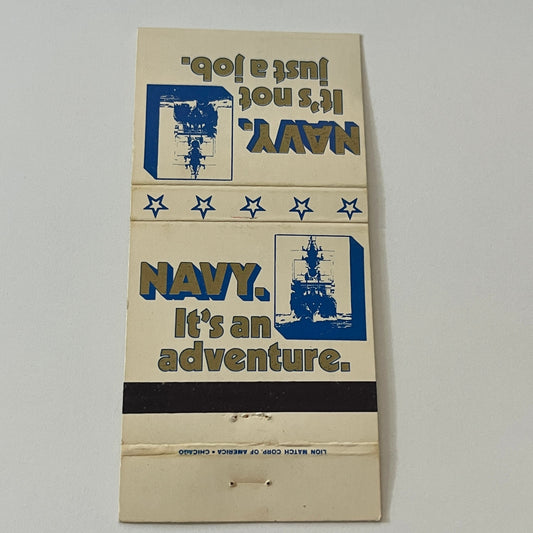 NAVY.
It's not
just a job.
NAVY.
It's an
adventure.
LION MATCH CORP. OF AMERICA • CHICAGO